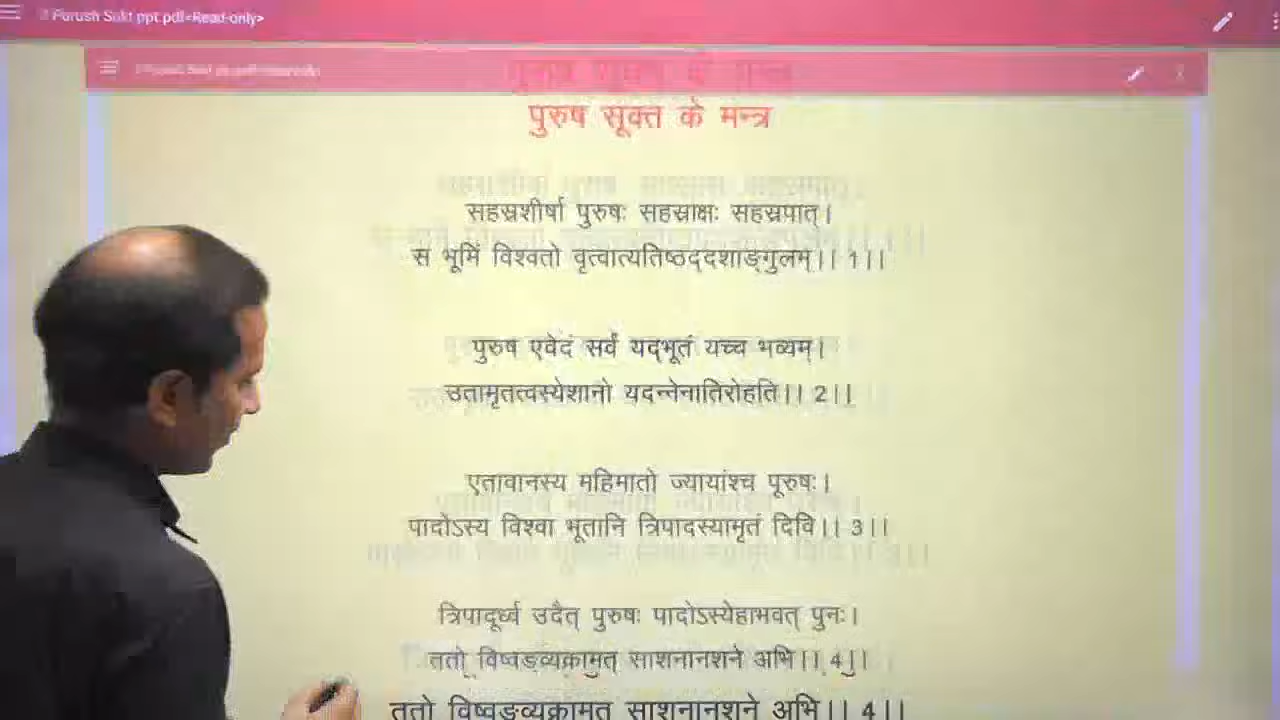 Purush Sukt ppt.pdf<Read-only>
पुरुष सूक्त के मन्त्र
सहस्रशीर्षा पुरुषः सहस्राक्षः सहस्रपात्।
स भूमिं विश्वतो वृत्वात्यतिष्ठद्दशाङ्गुलम्।। 1।।
पुरुष एवेदं सर्वं यद्भूतं यच्च भव्यम्।
उतामृतत्वस्येशानो यदन्नेनातिरोहति।। 2।।
एतावानस्य महिमातो ज्यायांश्च पूरुषः।
पादोऽस्य विश्वा भूतानि त्रिपादस्यामृतं दिवि।। 3।।
त्रिपादूर्ध्व उदैत् पुरुषः पादोऽस्येहाभवत् पुनः।
ततो विष्वङ्व्यक्रामत् साशनानशने अभि।। 4।।
ततो विष्वङ्व्यक्रामत् साशनानशने अभि।। 4।।